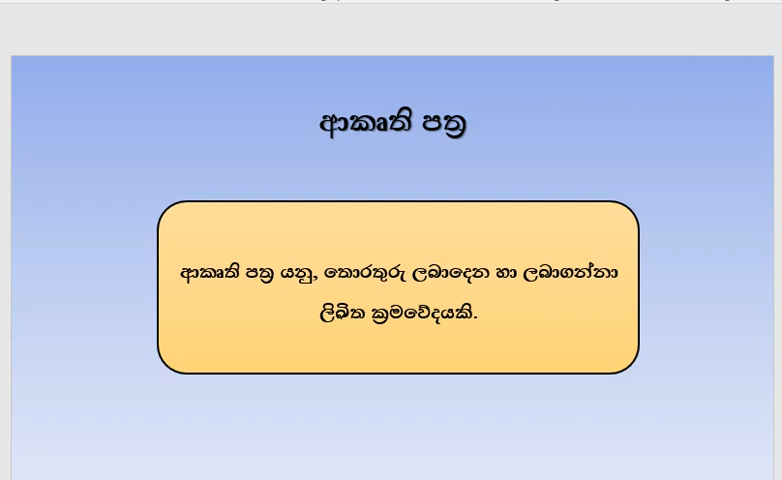 ආකෘති පත්‍ර
ආකෘති පත්‍ර යනු, තොරතුරු ලබාදෙන හා ලබාගන්නා
ලිඛිත ක්‍රමවේදයකි.